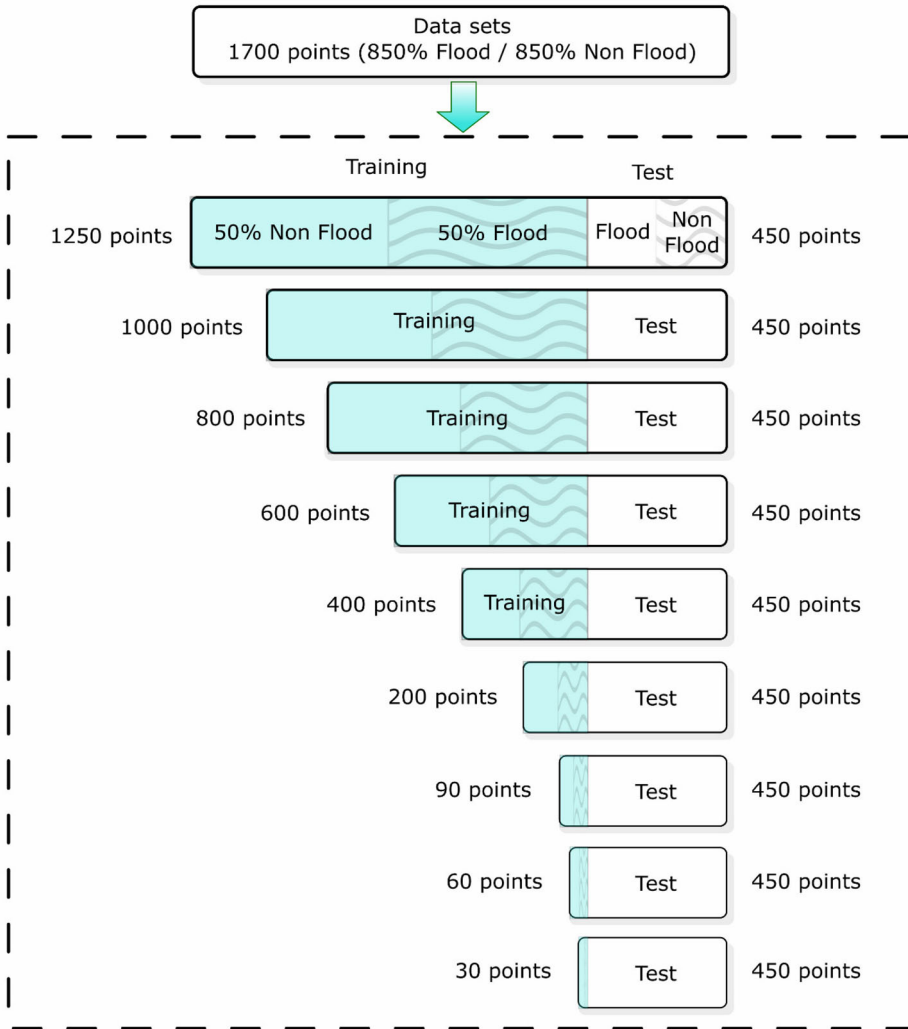 Data sets
1700 points (850% Flood / 850% Non Flood)
Training
Test
1250 points
50% Non Flood
50% Flood
Flood
Non
Flood
450 points
1000 points
Training
Test
450 points
800 points
Training
Test
450 points
600 points
Training
Test
450 points
400 points
Training
Test
450 points
200 points
Test
450 points
90 points
Test
450 points
60 points
Test
450 points
30 points
Test
450 points